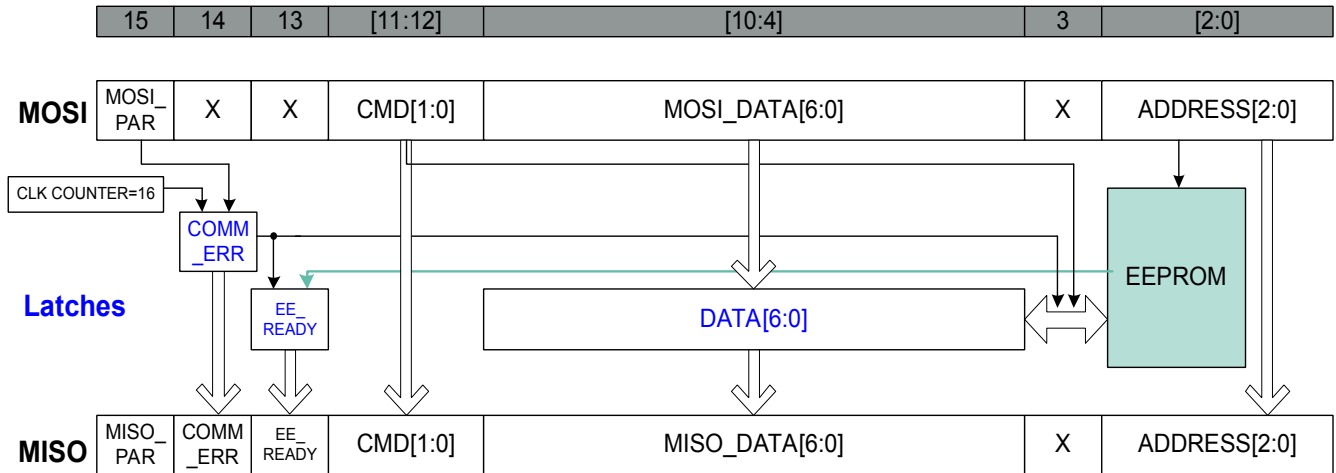 15 14 13 [11:12] [10:4] 3 [2:0]
MOSI MOSI_ X X CMD[1:0] MOSI_DATA[6:0] X ADDRESS[2:0]
PAR
CLK COUNTER=16
COMM
_ERR
EEPROM
Latches
EE_
READY
DATA[6:0]
MISO MISO_ COMM EE_ CMD[1:0] MISO_DATA[6:0] X ADDRESS[2:0]
PAR _ERR READY